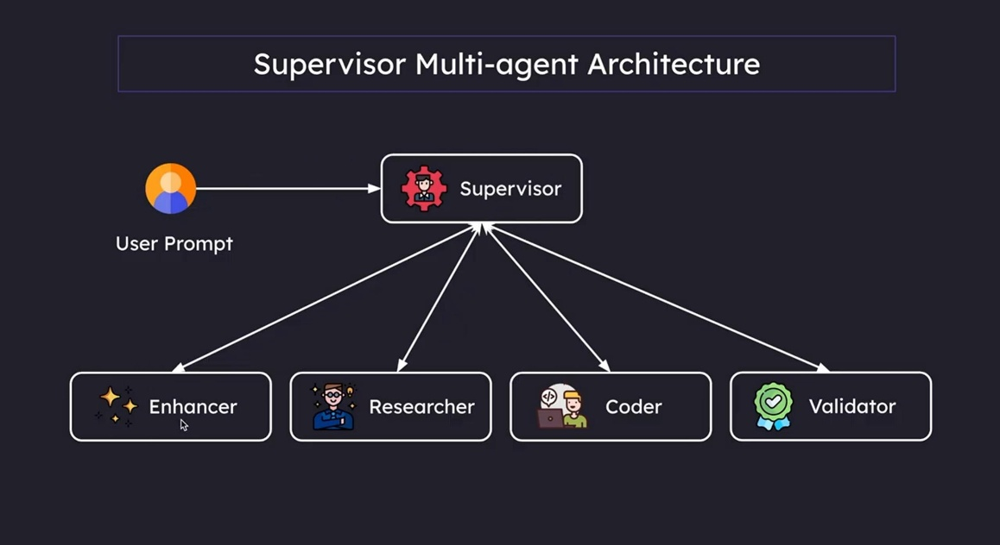 Supervisor Multi-agent Architecture
Supervisor
User Prompt
Enhancer
Researcher
Coder
Validator